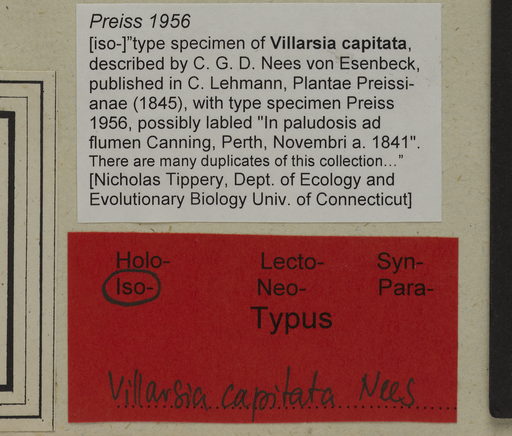 Preiss 1956
[iso-]"type specimen of Villarsia capitata,
described by C. G. D. Nees von Esenbeck,
published in C. Lehmann, Plantae Preissi-
anae (1845), with type specimen Preiss
1956, possibly labled "In paludosis ad
flumen Canning, Perth, Novembri a. 1841".
There are many duplicates of this collection…"
[Nicholas Tippery, Dept. of Ecology and
Evolutionary Biology Univ. of Connecticut]
Holo- Lecto- Syn-
Iso- Neo- Para-
Typus
Villarsia capitata Nees